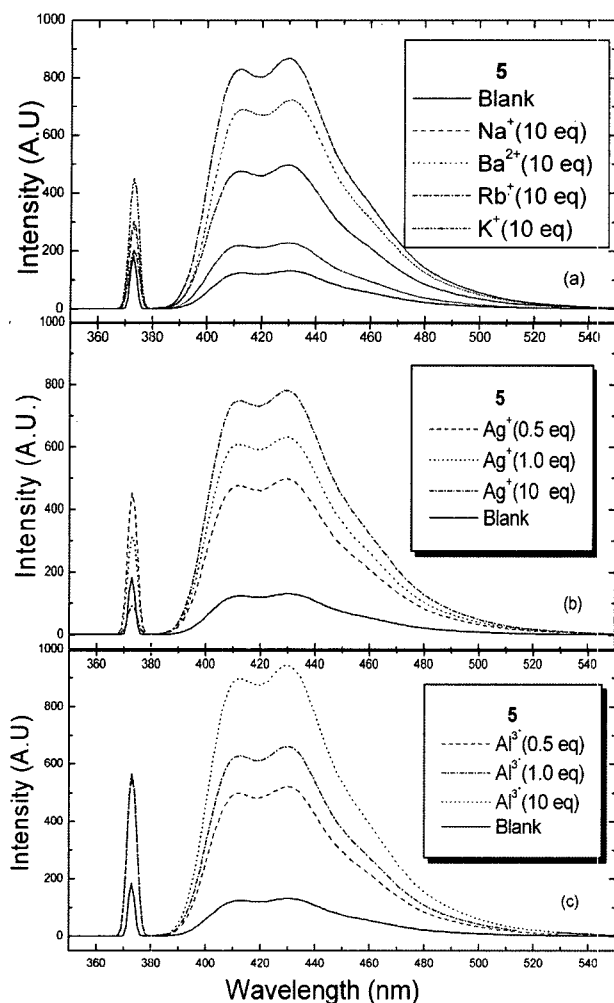 1000
800
600
400
200
0
Intensity (A.U)
5
Blank
Na⁺(10 eq)
Ba²⁺(10 eq)
Rb⁺(10 eq)
K⁺(10 eq)
(a)
360 380 400 420 440 460 480 500 520 540
1000
800
600
400
200
0
Intensity (A.U.)
5
Ag⁺(0.5 eq)
Ag⁺(1.0 eq)
Ag⁺(10 eq)
Blank
(b)
360 380 400 420 440 460 480 500 520 540
1000
800
600
400
200
0
Intensity (A.U)
5
Al³⁺(0.5 eq)
Al³⁺(1.0 eq)
Al³⁺(10 eq)
Blank
(c)
360 380 400 420 440 460 480 500 520 540
Wavelength (nm)